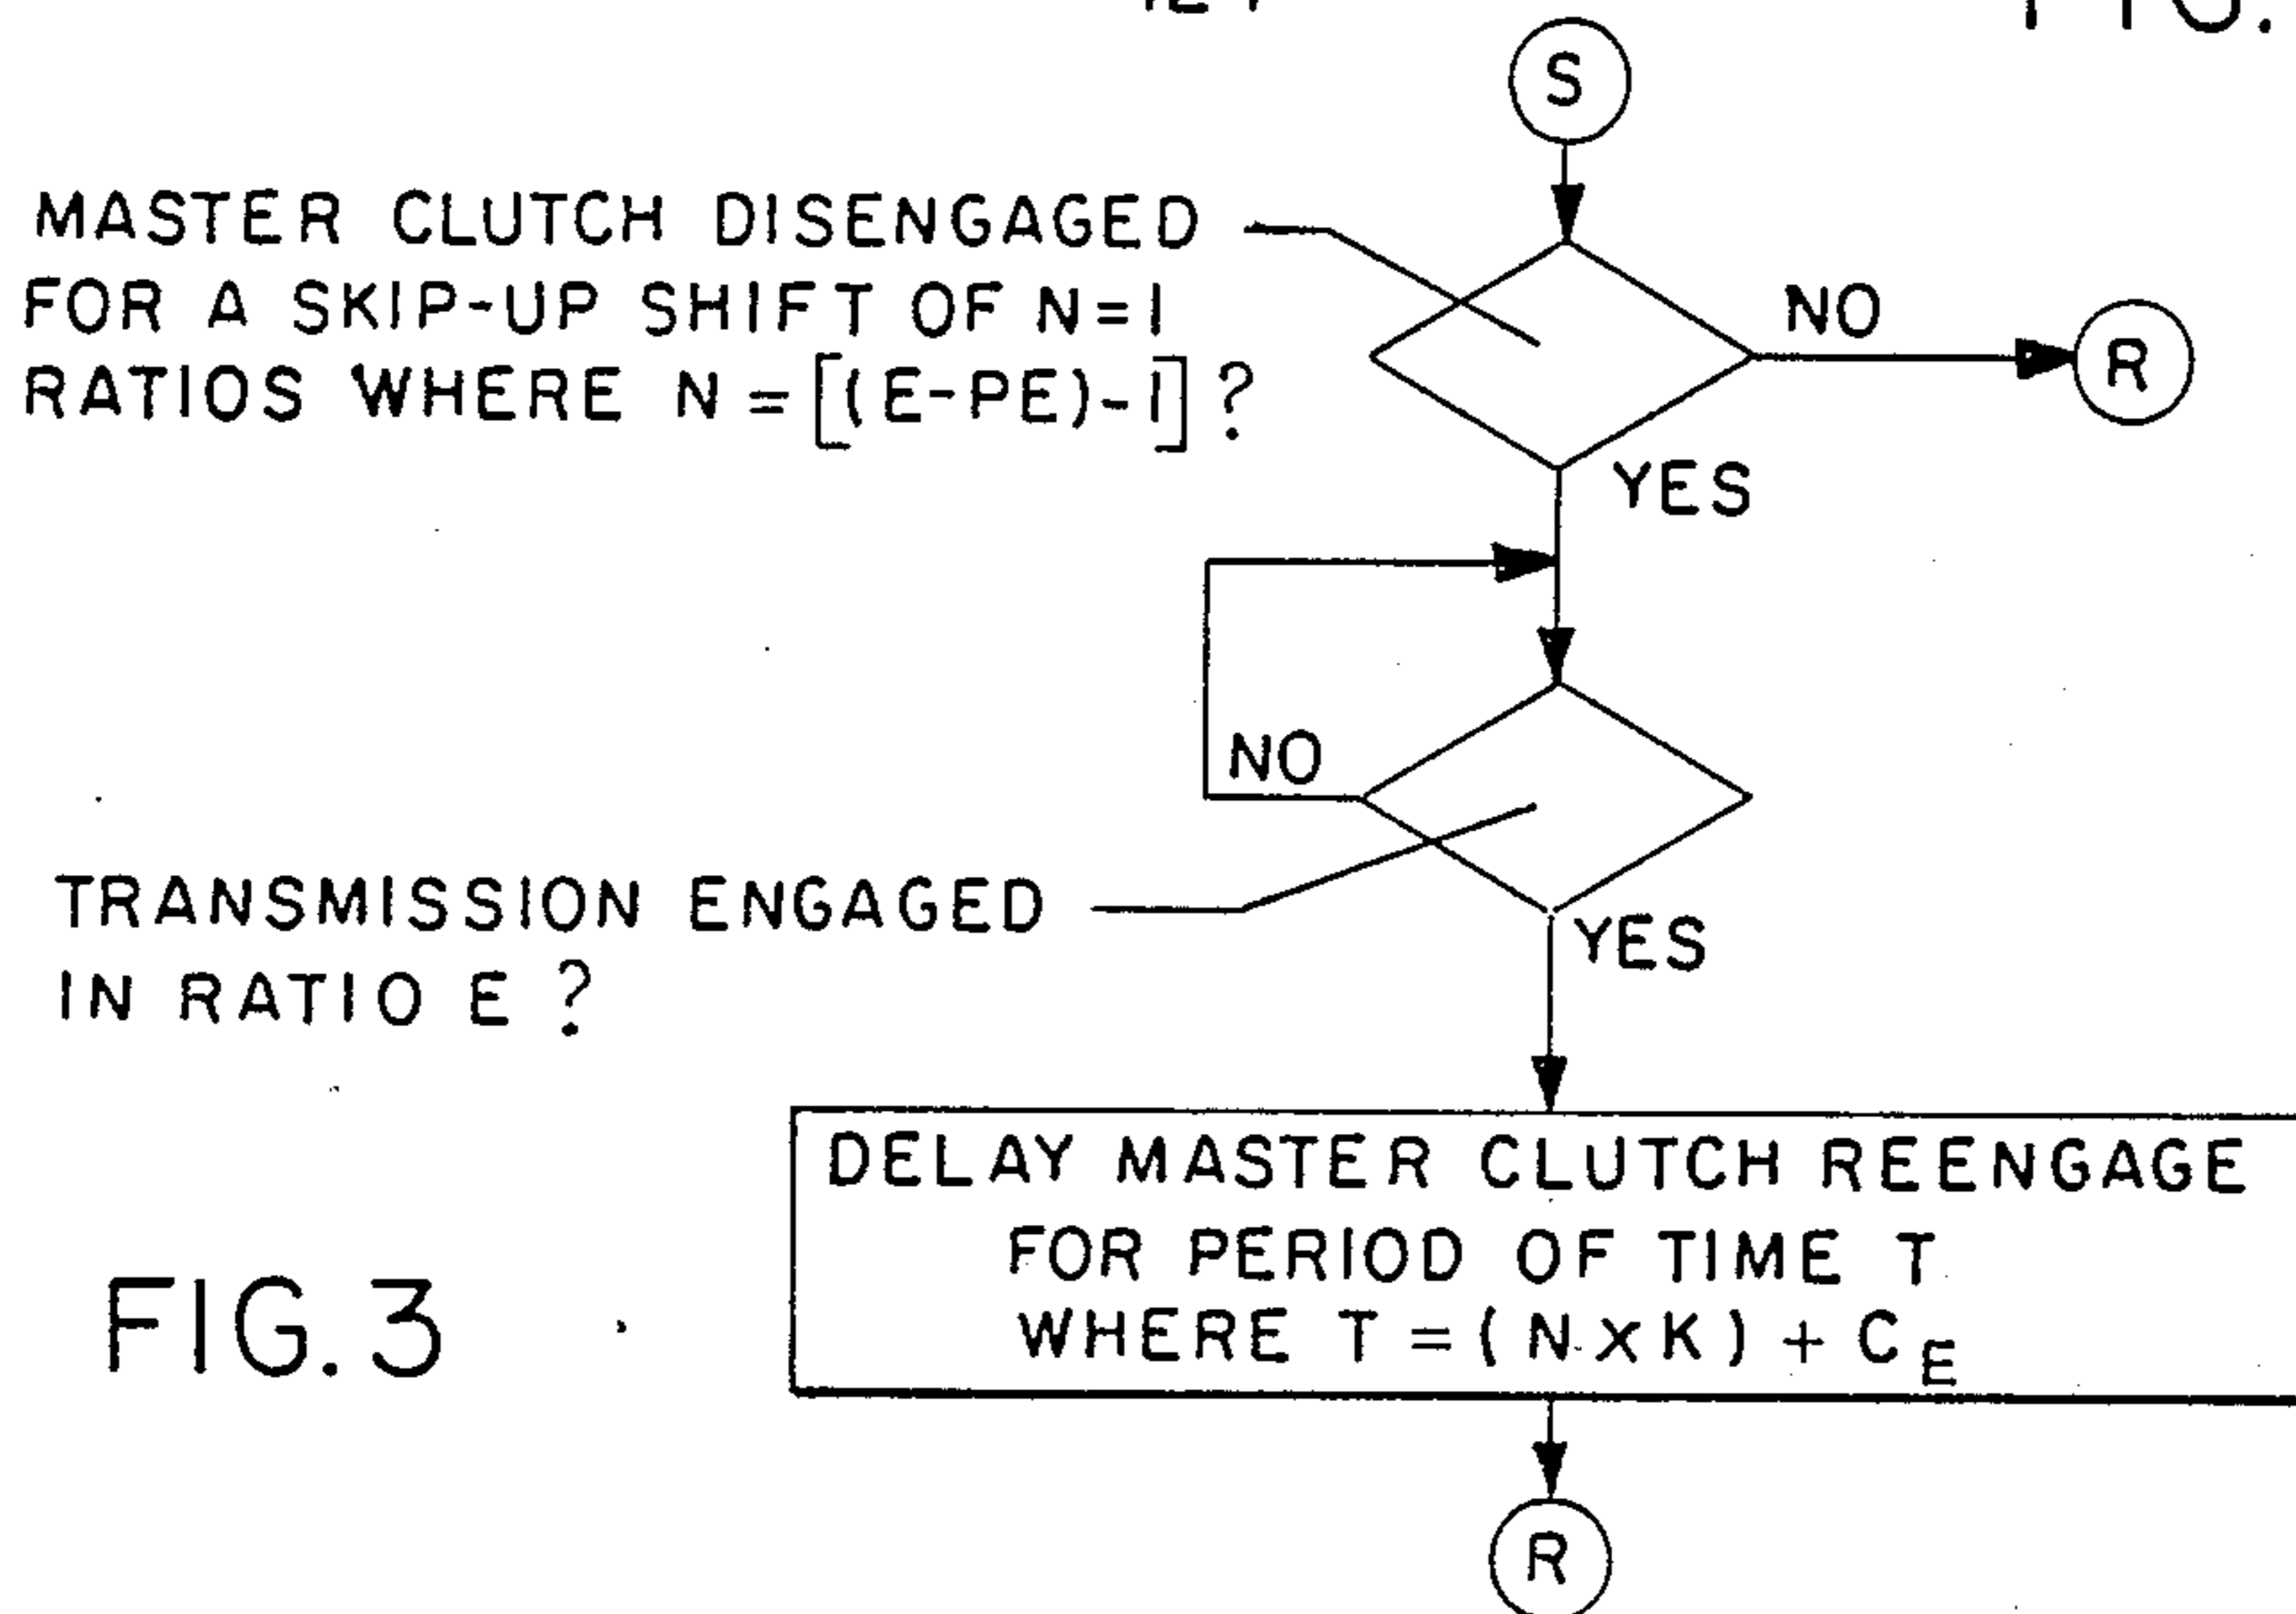 FIG.
S
MASTER CLUTCH DISENGAGED
FOR A SKIP-UP SHIFT OF N=1
RATIOS WHERE N=[(E-PE)-1]?
NO
R
YES
NO
TRANSMISSION ENGAGED
IN RATIO E ?
YES
DELAY MASTER CLUTCH REENGAGE
FOR PERIOD OF TIME T
WHERE T=(N×K)+C_E
FIG. 3
R